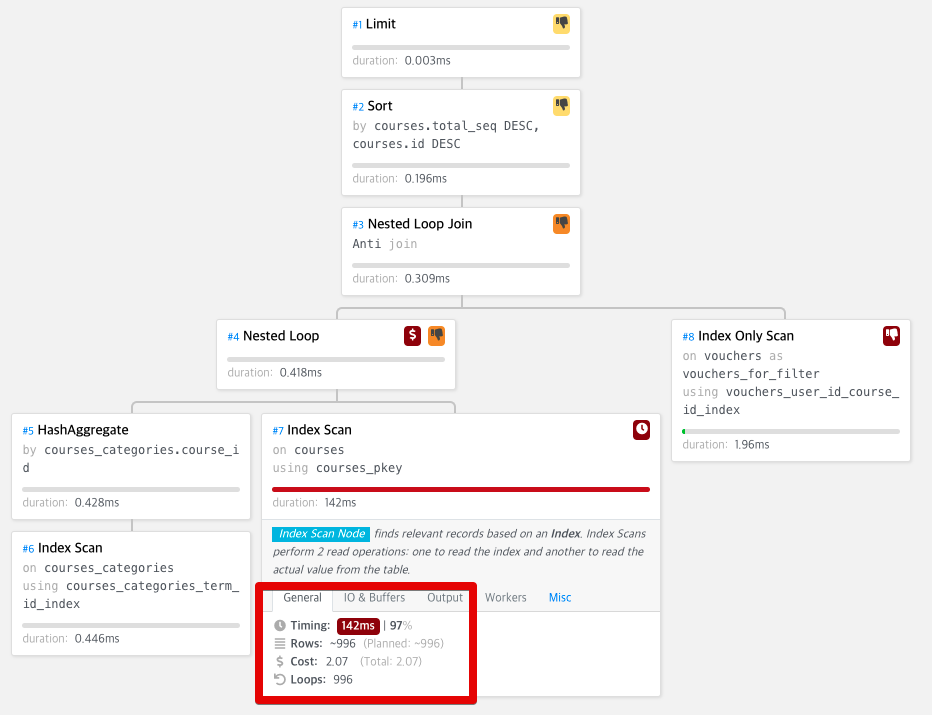 #1 Limit
duration: 0.003ms
#2 Sort
by courses.total_seq DESC,
courses.id DESC
duration: 0.196ms
#3 Nested Loop Join
Anti join
duration: 0.309ms
#4 Nested Loop
$
duration: 0.418ms
#8 Index Only Scan
on vouchers as
vouchers_for_filter
using vouchers_user_id_course_
id_index
duration: 1.96ms
#5 HashAggregate
by courses_categories.course_i
d
duration: 0.428ms
#7 Index Scan
on courses
using courses_pkey
duration: 142ms
Index Scan Node finds relevant records based on an Index. Index Scans
perform 2 read operations: one to read the index and another to read the
actual value from the table.
General IO & Buffers Output Workers Misc
Timing: 142ms | 97%
Rows: ~996 (Planned: ~996)
$ Cost: 2.07 (Total: 2.07)
Loops: 996
#6 Index Scan
on courses_categories
using courses_categories_term_
id_index
duration: 0.446ms